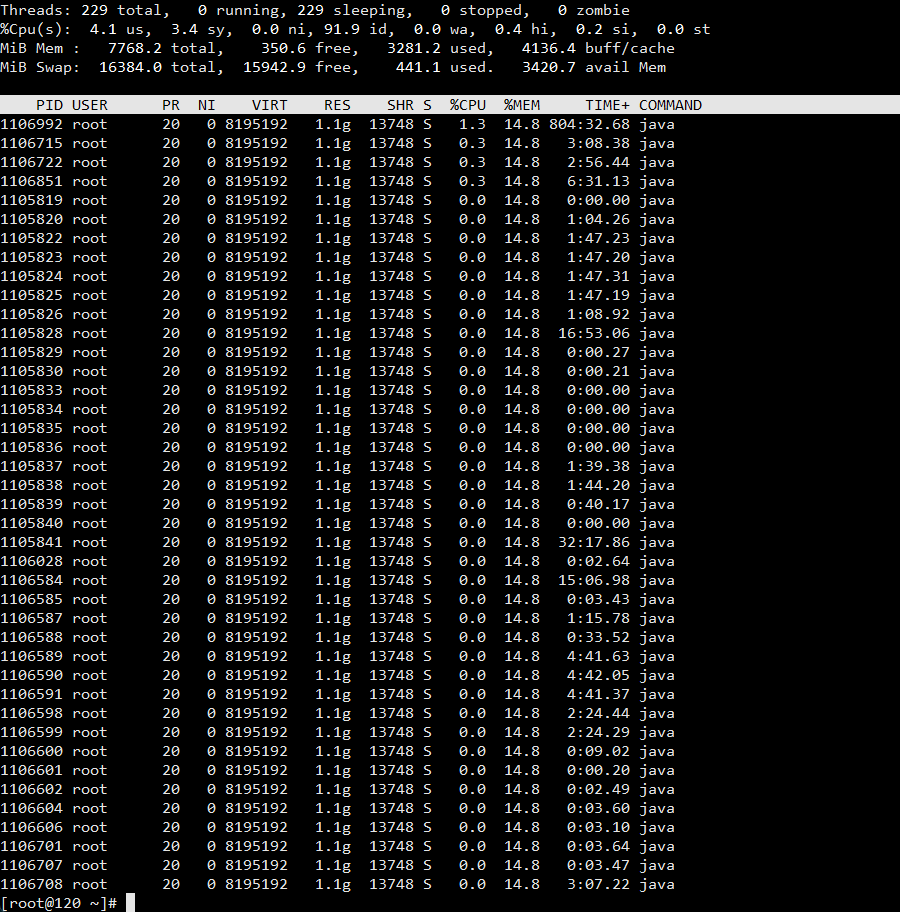 Threads: 229 total,   0 running, 229 sleeping,   0 stopped,   0 zombie
%Cpu(s):  4.1 us,  3.4 sy,  0.0 ni, 91.9 id,  0.0 wa,  0.4 hi,  0.2 si,  0.0 st
MiB Mem :   7768.2 total,    350.6 free,   3281.2 used,   4136.4 buff/cache
MiB Swap:  16384.0 total,  15942.9 free,    441.1 used.   3420.7 avail Mem
    PID USER      PR  NI    VIRT    RES    SHR S  %CPU  %MEM     TIME+ COMMAND
1106992 root      20   0 8195192   1.1g  13748 S   1.3  14.8 804:32.68 java
1106715 root      20   0 8195192   1.1g  13748 S   0.3  14.8   3:08.38 java
1106722 root      20   0 8195192   1.1g  13748 S   0.3  14.8   2:56.44 java
1106851 root      20   0 8195192   1.1g  13748 S   0.3  14.8   6:31.13 java
1105819 root      20   0 8195192   1.1g  13748 S   0.0  14.8   0:00.00 java
1105820 root      20   0 8195192   1.1g  13748 S   0.0  14.8   1:04.26 java
1105822 root      20   0 8195192   1.1g  13748 S   0.0  14.8   1:47.23 java
1105823 root      20   0 8195192   1.1g  13748 S   0.0  14.8   1:47.20 java
1105824 root      20   0 8195192   1.1g  13748 S   0.0  14.8   1:47.31 java
1105825 root      20   0 8195192   1.1g  13748 S   0.0  14.8   1:47.19 java
1105826 root      20   0 8195192   1.1g  13748 S   0.0  14.8   1:08.92 java
1105828 root      20   0 8195192   1.1g  13748 S   0.0  14.8  16:53.06 java
1105829 root      20   0 8195192   1.1g  13748 S   0.0  14.8   0:00.27 java
1105830 root      20   0 8195192   1.1g  13748 S   0.0  14.8   0:00.21 java
1105833 root      20   0 8195192   1.1g  13748 S   0.0  14.8   0:00.00 java
1105834 root      20   0 8195192   1.1g  13748 S   0.0  14.8   0:00.00 java
1105835 root      20   0 8195192   1.1g  13748 S   0.0  14.8   0:00.00 java
1105836 root      20   0 8195192   1.1g  13748 S   0.0  14.8   0:00.00 java
1105837 root      20   0 8195192   1.1g  13748 S   0.0  14.8   1:39.38 java
1105838 root      20   0 8195192   1.1g  13748 S   0.0  14.8   1:44.20 java
1105839 root      20   0 8195192   1.1g  13748 S   0.0  14.8   0:40.17 java
1105840 root      20   0 8195192   1.1g  13748 S   0.0  14.8   0:00.00 java
1105841 root      20   0 8195192   1.1g  13748 S   0.0  14.8  32:17.86 java
1106028 root      20   0 8195192   1.1g  13748 S   0.0  14.8   0:02.64 java
1106584 root      20   0 8195192   1.1g  13748 S   0.0  14.8  15:06.98 java
1106585 root      20   0 8195192   1.1g  13748 S   0.0  14.8   0:03.43 java
1106587 root      20   0 8195192   1.1g  13748 S   0.0  14.8   1:15.78 java
1106588 root      20   0 8195192   1.1g  13748 S   0.0  14.8   0:33.52 java
1106589 root      20   0 8195192   1.1g  13748 S   0.0  14.8   4:41.63 java
1106590 root      20   0 8195192   1.1g  13748 S   0.0  14.8   4:42.05 java
1106591 root      20   0 8195192   1.1g  13748 S   0.0  14.8   4:41.37 java
1106598 root      20   0 8195192   1.1g  13748 S   0.0  14.8   2:24.44 java
1106599 root      20   0 8195192   1.1g  13748 S   0.0  14.8   2:24.29 java
1106600 root      20   0 8195192   1.1g  13748 S   0.0  14.8   0:09.02 java
1106601 root      20   0 8195192   1.1g  13748 S   0.0  14.8   0:00.20 java
1106602 root      20   0 8195192   1.1g  13748 S   0.0  14.8   0:02.49 java
1106604 root      20   0 8195192   1.1g  13748 S   0.0  14.8   0:03.60 java
1106606 root      20   0 8195192   1.1g  13748 S   0.0  14.8   0:03.10 java
1106701 root      20   0 8195192   1.1g  13748 S   0.0  14.8   0:03.64 java
1106707 root      20   0 8195192   1.1g  13748 S   0.0  14.8   0:03.47 java
1106708 root      20   0 8195192   1.1g  13748 S   0.0  14.8   3:07.22 java
[root@120 ~]#